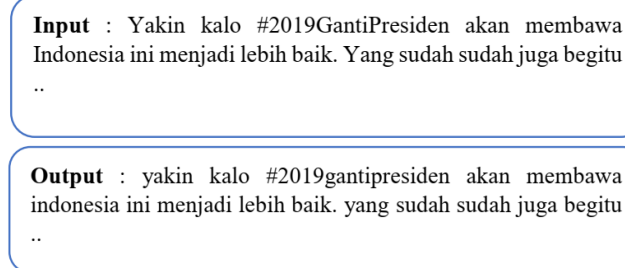 Input : Yakin kalo #2019GantiPresiden akan membawa
Indonesia ini menjadi lebih baik. Yang sudah sudah juga begitu
..
Output : yakin kalo #2019gantipresiden akan membawa
indonesia ini menjadi lebih baik. yang sudah sudah juga begitu
..